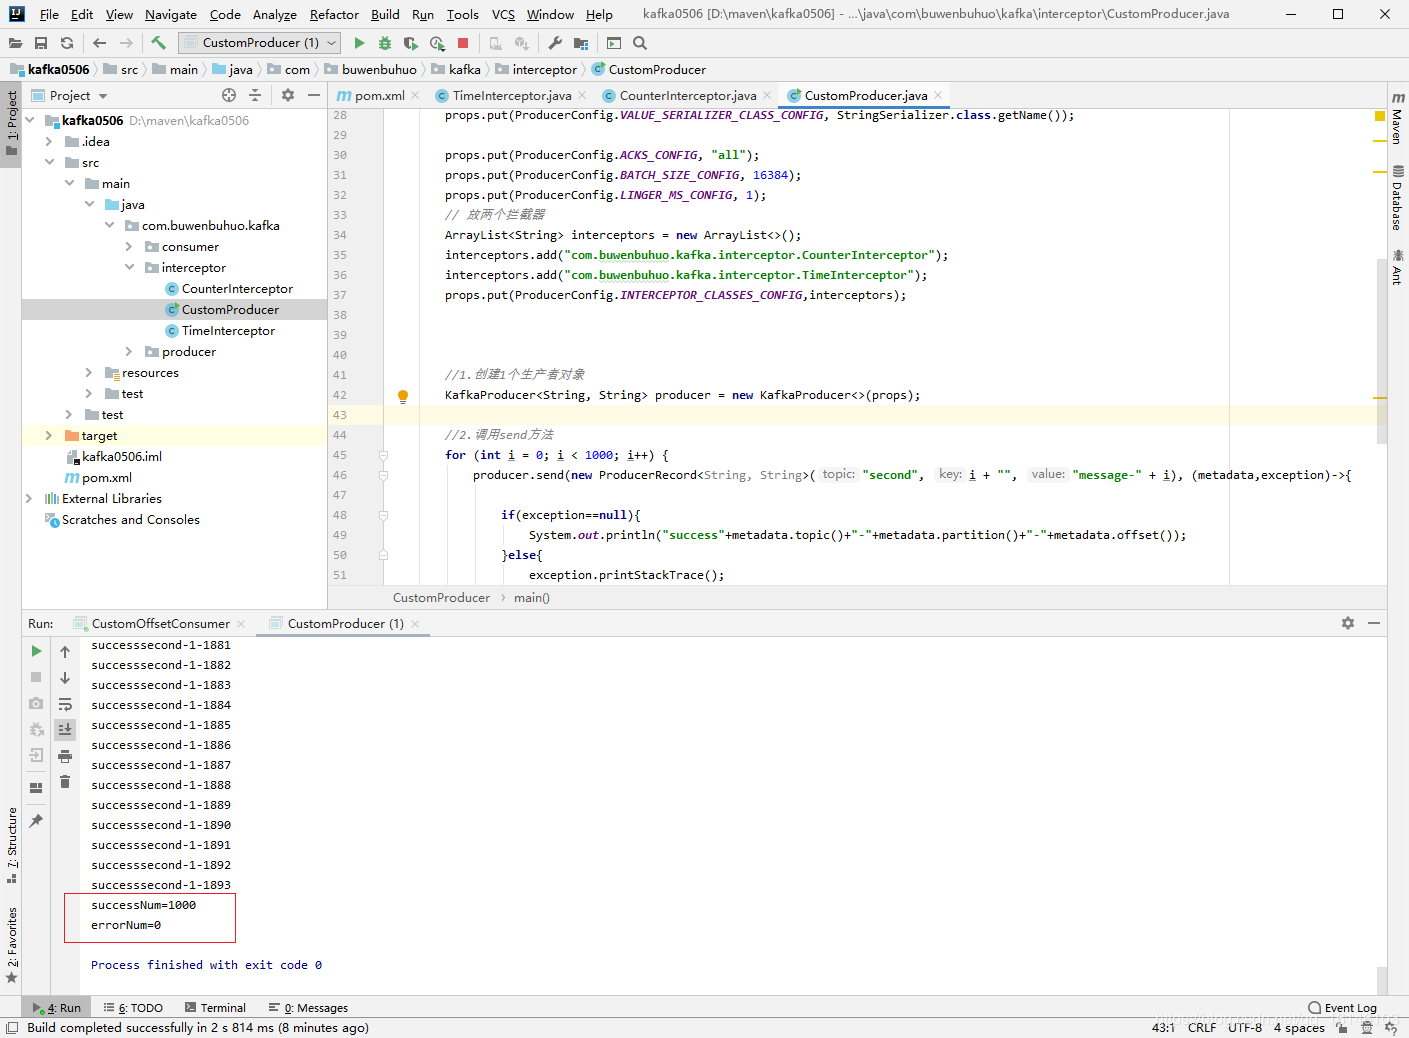 File Edit View Navigate Code Analyze Refactor Build Run Tools VCS Window Help kafka0506 [D:\maven\kafka0506] - ...\java\com\buwenbuhuo\kafka\interceptor\CustomProducer.java
CustomProducer (1)
kafka0506 src main java com buwenbuhuo kafka interceptor CustomProducer
Project
pom.xml TimeInterceptor.java CounterInterceptor.java CustomProducer.java
1: Project
kafka0506 D:\maven\kafka0506
.idea
src
main
java
com.buwenbuhuo.kafka
consumer
interceptor
CounterInterceptor
CustomProducer
TimeInterceptor
producer
resources
test
test
target
kafka0506.iml
pom.xml
External Libraries
Scratches and Consoles
28 props.put(ProducerConfig.VALUE_SERIALIZER_CLASS_CONFIG, StringSerializer.class.getName());
29
30 props.put(ProducerConfig.ACKS_CONFIG, "all");
31 props.put(ProducerConfig.BATCH_SIZE_CONFIG, 16384);
32 props.put(ProducerConfig.LINGER_MS_CONFIG, 1);
33 // 放两个拦截器
34 ArrayList<String> interceptors = new ArrayList<>();
35 interceptors.add("com.buwenbuhuo.kafka.interceptor.CounterInterceptor");
36 interceptors.add("com.buwenbuhuo.kafka.interceptor.TimeInterceptor");
37 props.put(ProducerConfig.INTERCEPTOR_CLASSES_CONFIG,interceptors);
38
39
40
41 //1.创建1个生产者对象
42 KafkaProducer<String, String> producer = new KafkaProducer<>(props);
43
44 //2.调用send方法
45 for (int i = 0; i < 1000; i++) {
46 producer.send(new ProducerRecord<String, String>( topic: "second", key: i + "", value: "message-" + i), (metadata,exception)->{
47
48 if(exception==null){
49 System.out.println("success"+metadata.topic()+"-"+metadata.partition()+"-"+metadata.offset());
50 }else{
51 exception.printStackTrace();
CustomProducer main()
Maven
Database
Ant
Run: CustomOffsetConsumer CustomProducer (1)
successsecond-1-1881
successsecond-1-1882
successsecond-1-1883
successsecond-1-1884
successsecond-1-1885
successsecond-1-1886
successsecond-1-1887
successsecond-1-1888
successsecond-1-1889
successsecond-1-1890
successsecond-1-1891
successsecond-1-1892
successsecond-1-1893
successNum=1000
errorNum=0
Process finished with exit code 0
7: Structure
2: Favorites
4: Run 6: TODO Terminal 0: Messages Event Log
Build completed successfully in 2 s 814 ms (8 minutes ago) 43:1 CRLF UTF-8 4 spaces